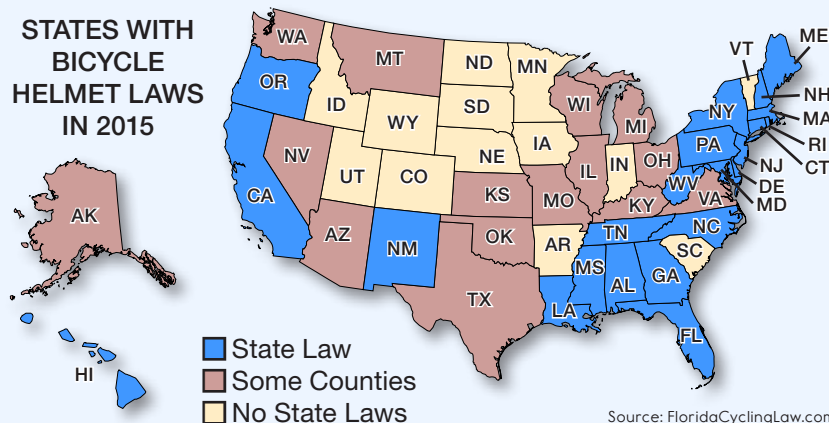 STATES WITH
BICYCLE
HELMET LAWS
IN 2015
WA
OR
CA
NV
ID
MT
WY
UT
CO
AZ
NM
ND
SD
NE
KS
OK
TX
MN
IA
MO
AR
LA
WI
IL
MI
IN
OH
KY
TN
MS
AL
GA
FL
SC
NC
VA
WV
PA
NY
VT
ME
NH
MA
RI
CT
NJ
DE
MD
AK
HI
State Law
Some Counties
No State Laws
Source: FloridaCyclingLaw.com